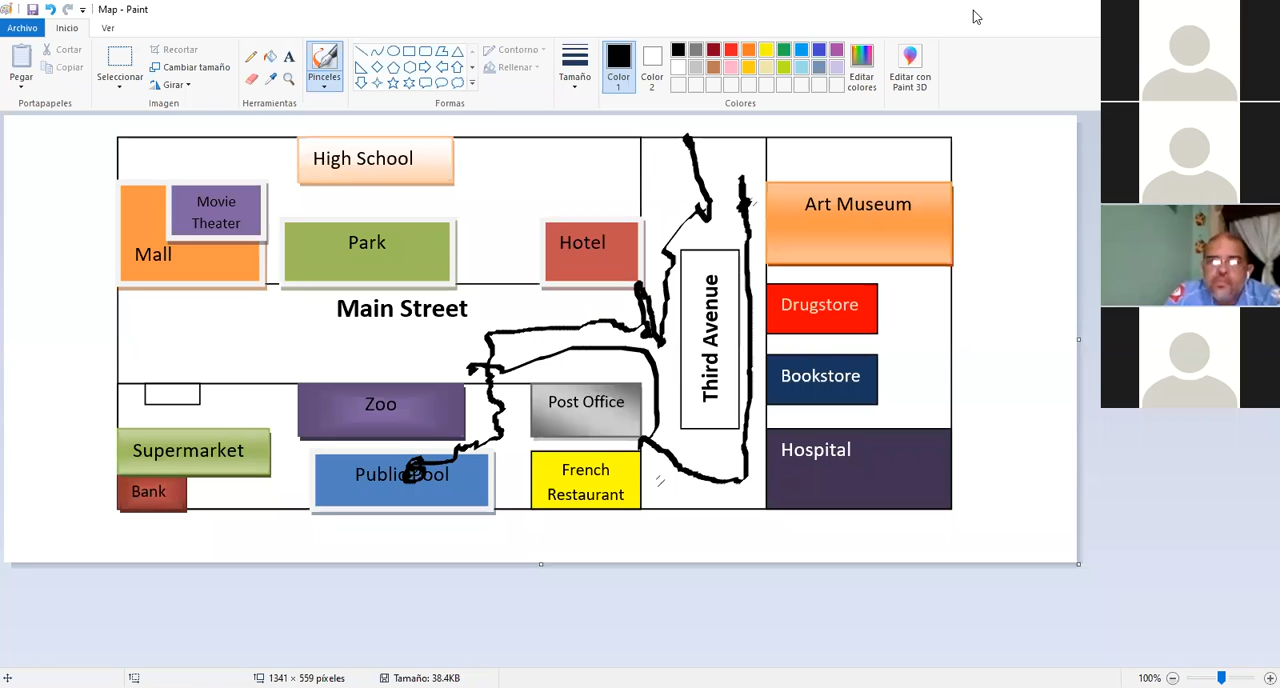 Map - Paint
Archivo
Inicio
Ver
Pegar
Cortar
Copiar
Portapapeles
Seleccionar
Recortar
Cambiar tamaño
Girar
Imagen
A
Herramientas
Pinceles
Contorno
Rellenar
Formas
Tamaño
Color
1
Color
2
Editar
colores
Editar con
Paint 3D
Colores
High School
Movie
Theater
Mall
Park
Hotel
Art Museum
Main Street
Third Avenue
Drugstore
Bookstore
Zoo
Post Office
Supermarket
Hospital
Public Pool
French
Restaurant
Bank
1341 × 559 píxeles
Tamaño: 38.4KB
100%